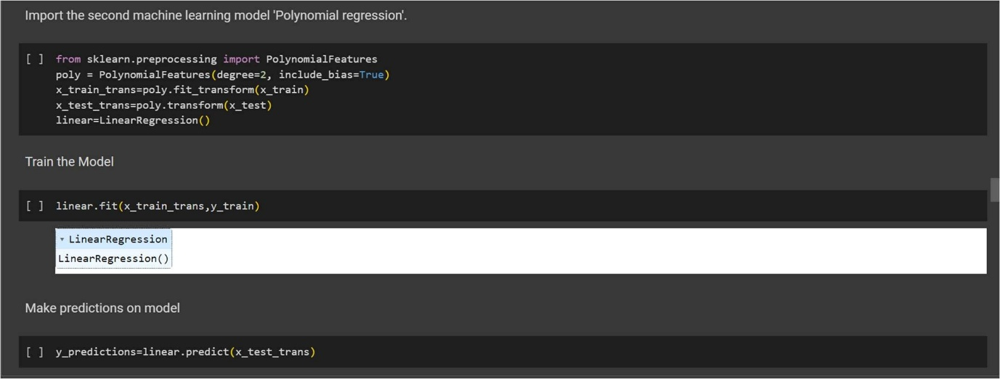 Import the second machine learning model 'Polynomial regression'.
[ ] from sklearn.preprocessing import PolynomialFeatures
poly = PolynomialFeatures(degree=2, include_bias=True)
x_train_trans=poly.fit_transform(x_train)
x_test_trans=poly.transform(x_test)
linear=LinearRegression()
Train the Model
[ ] linear.fit(x_train_trans,y_train)
▾ LinearRegression
LinearRegression()
Make predictions on model
[ ] y_predictions=linear.predict(x_test_trans)